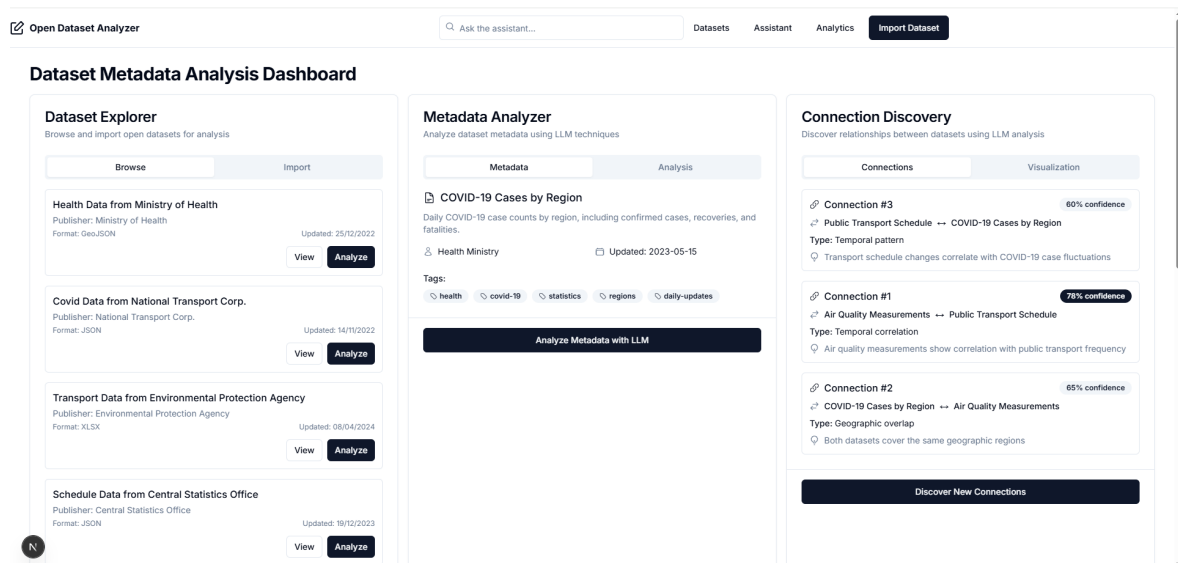 Open Dataset Analyzer
Ask the assistant...
Datasets
Assistant
Analytics
Import Dataset
Dataset Metadata Analysis Dashboard
Dataset Explorer
Browse and import open datasets for analysis
Browse
Import
Health Data from Ministry of Health
Publisher: Ministry of Health
Format: GeoJSON
Updated: 25/12/2022
View
Analyze
Covid Data from National Transport Corp.
Publisher: National Transport Corp.
Format: JSON
Updated: 14/11/2022
View
Analyze
Transport Data from Environmental Protection Agency
Publisher: Environmental Protection Agency
Format: XLSX
Updated: 08/04/2024
View
Analyze
Schedule Data from Central Statistics Office
Publisher: Central Statistics Office
Format: JSON
Updated: 19/12/2023
View
Analyze
N
Metadata Analyzer
Analyze dataset metadata using LLM techniques
Metadata
Analysis
COVID-19 Cases by Region
Daily COVID-19 case counts by region, including confirmed cases, recoveries, and
fatalities.
Health Ministry
Updated: 2023-05-15
Tags:
health
covid-19
statistics
regions
daily-updates
Analyze Metadata with LLM
Connection Discovery
Discover relationships between datasets using LLM analysis
Connections
Visualization
Connection #3
60% confidence
Public Transport Schedule ↔ COVID-19 Cases by Region
Type: Temporal pattern
Transport schedule changes correlate with COVID-19 case fluctuations
Connection #1
78% confidence
Air Quality Measurements ↔ Public Transport Schedule
Type: Temporal correlation
Air quality measurements show correlation with public transport frequency
Connection #2
65% confidence
COVID-19 Cases by Region ↔ Air Quality Measurements
Type: Geographic overlap
Both datasets cover the same geographic regions
Discover New Connections